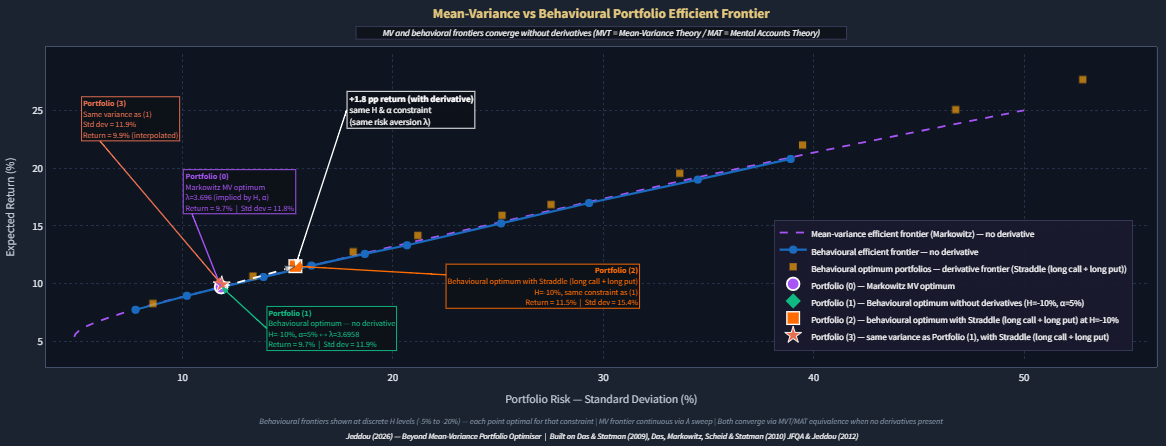 Mean-Variance vs Behavioural Portfolio Efficient Frontier
MV and behavioral frontiers converge without derivatives (MVT = Mean-Variance Theory / MAT = Mental Accounts Theory)
Expected Return (%)
25
20
15
10
5
Portfolio (3)
Same variance as (1)
Std dev = 11.9%
Return = 9.9% (interpolated)
+1.8 pp return (with derivative)
same H & α constraint
(same risk aversion λ)
Portfolio (0)
Markowitz MV optimum
λ=3.696 (implied by H, α)
Return = 9.7% | Std dev = 11.8%
Portfolio (2)
Behavioural optimum with Straddle (long call + long put)
H= 10%, same constraint as (1)
Return = 11.5% | Std dev = 15.4%
Portfolio (1)
Behavioural optimum — no derivative
H= 10%, α=5% ↔ λ=3.6958
Return = 9.7% | Std dev = 11.9%
Mean-variance efficient frontier (Markowitz) — no derivative
Behavioural efficient frontier — no derivative
Behavioural optimum portfolios — derivative frontier (Straddle (long call + long put))
Portfolio (0) — Markowitz MV optimum
Portfolio (1) — Behavioural optimum without derivatives (H=-10%, α=5%)
Portfolio (2) — behavioural optimum with Straddle (long call + long put) at H=-10%
Portfolio (3) — same variance as Portfolio (1), with Straddle (long call + long put)
10
20
30
40
50
Portfolio Risk — Standard Deviation (%)
Behavioural frontiers shown at discrete H levels (-5% to -20%) — each point optimal for that constraint | MV frontier continuous via λ sweep | Both converge via MVT/MAT equivalence when no derivatives present
Jeddou (2026) — Beyond Mean-Variance Portfolio Optimiser | Built on Das & Statman (2009), Das, Markowitz, Scheid & Statman (2010) JFQA & Jeddou (2012)